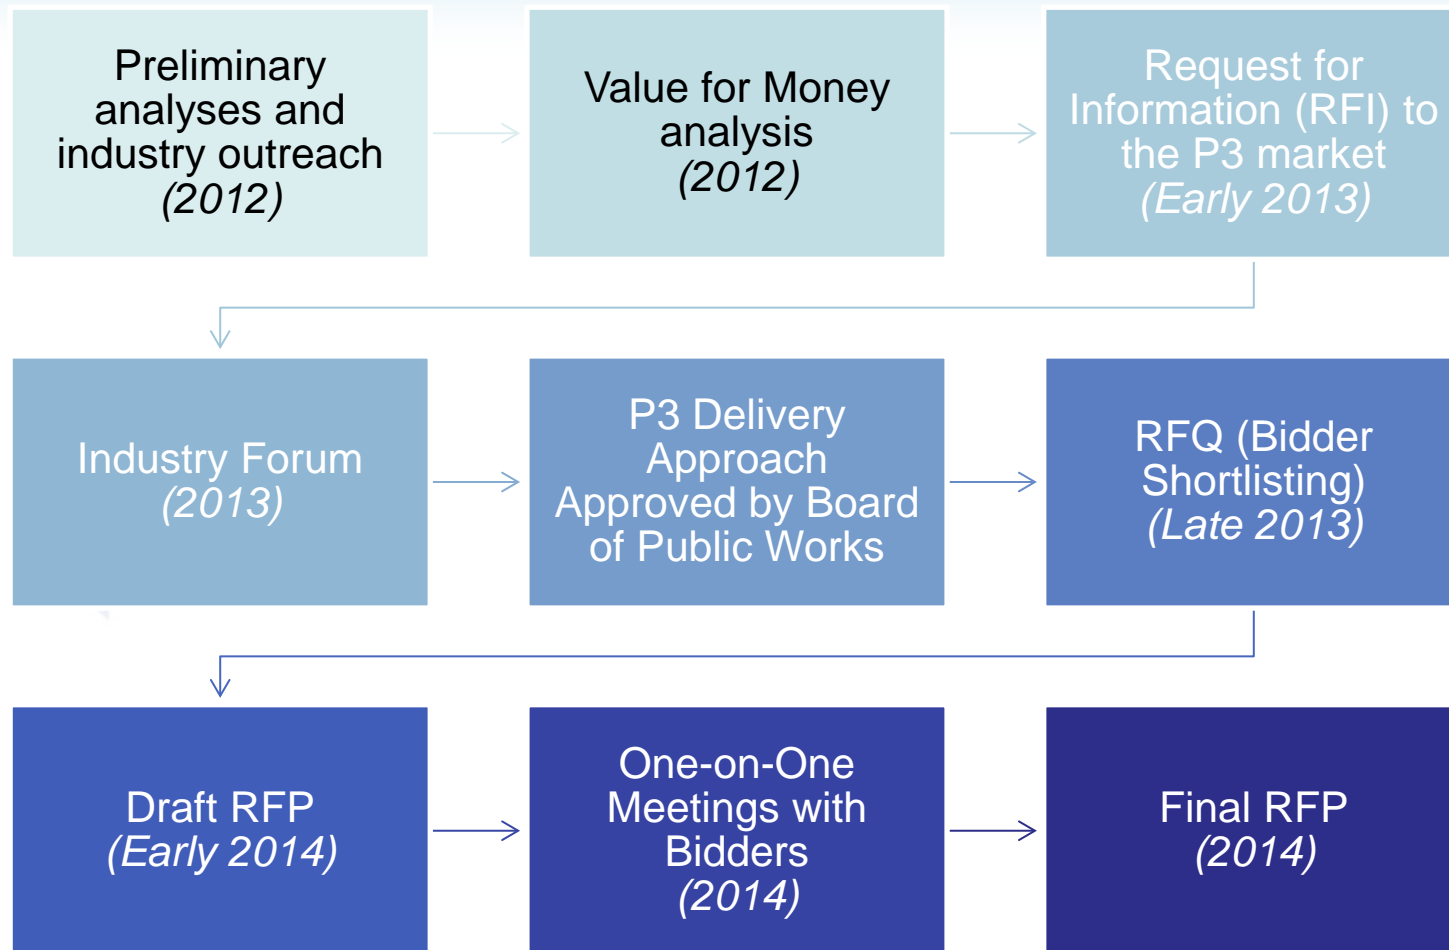 Preliminary
analyses and
industry outreach
(2012)
Value for Money
analysis
(2012)
Request for
Information (RFI) to
the P3 market
(Early 2013)
Industry Forum
(2013)
P3 Delivery
Approach
Approved by Board
of Public Works
RFQ (Bidder
Shortlisting)
(Late 2013)
Draft RFP
(Early 2014)
One-on-One
Meetings with
Bidders
(2014)
Final RFP
(2014)